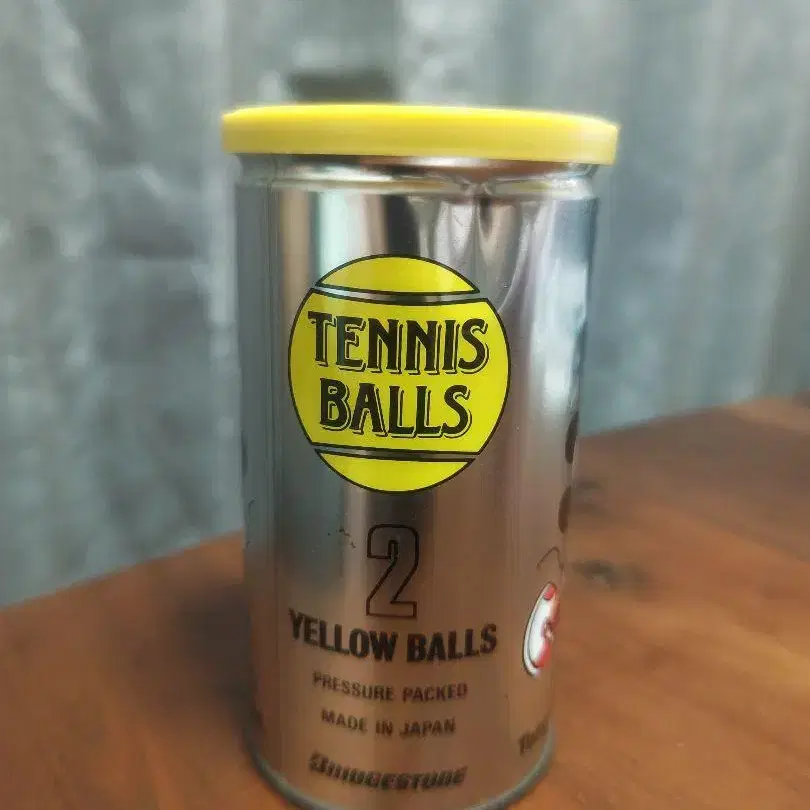 TENNIS
BALLS
2
YELLOW BALLS
PRESSURE PACKED
MADE IN JAPAN
BRIDGESTONE